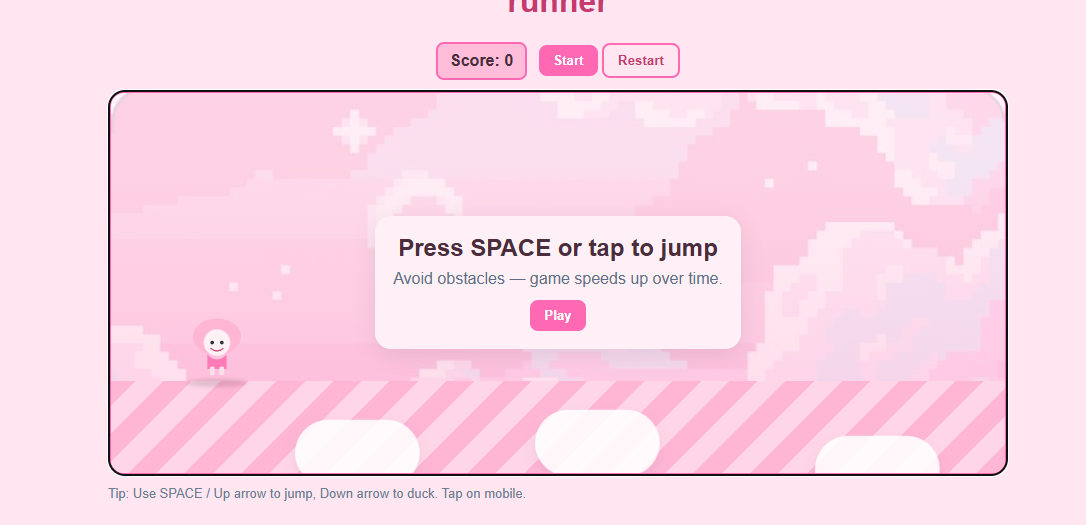 runner
Score: 0 Start Restart
Press SPACE or tap to jump
Avoid obstacles — game speeds up over time.
Play
Tip: Use SPACE / Up arrow to jump, Down arrow to duck. Tap on mobile.